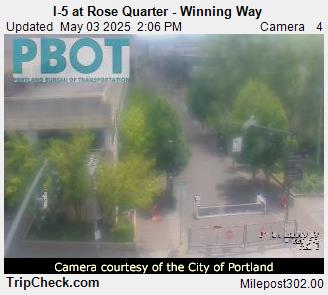 I-5 at Rose Quarter - Winning Way
Updated May 03 2025 2:06 PM Camera 4
PBOT
PORTLAND BUREAU OF TRANSPORTATION
Camera courtesy of the City of Portland
TripCheck.com Milepost302.00